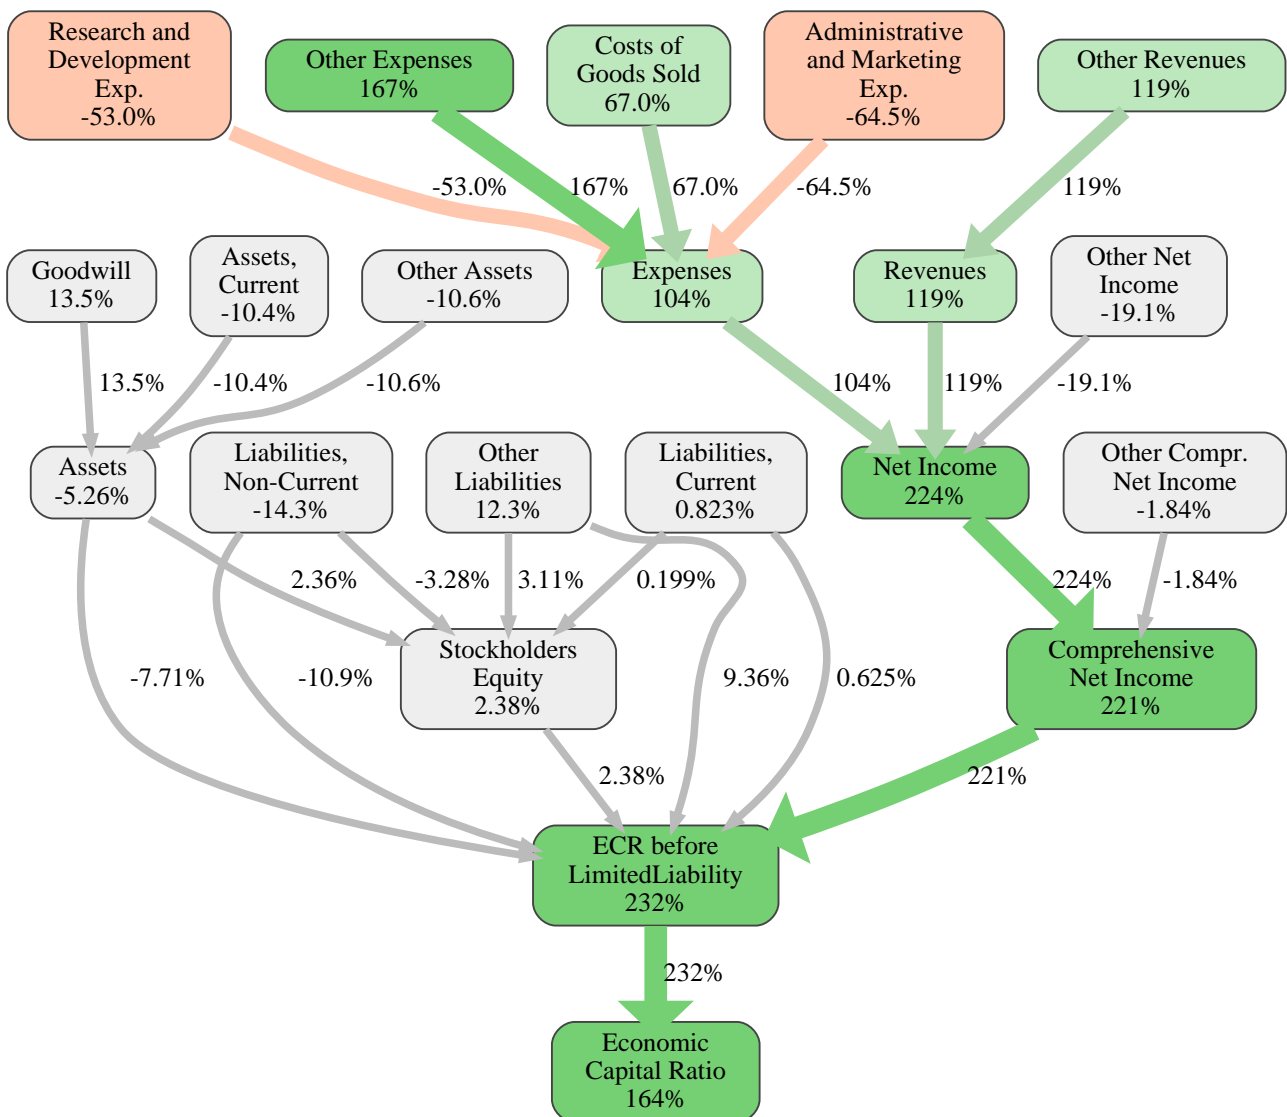 Research and
Development
Exp.
-53.0%
Other Expenses
167%
Costs of
Goods Sold
67.0%
Administrative
and Marketing
Exp.
-64.5%
Other Revenues
119%
-53.0%
167%
67.0%
-64.5%
119%
Goodwill
13.5%
Assets,
Current
-10.4%
Other Assets
-10.6%
Expenses
104%
Revenues
119%
Other Net
Income
-19.1%
13.5%
-10.4%
-10.6%
104%
119%
-19.1%
Assets
-5.26%
Liabilities,
Non-Current
-14.3%
Other
Liabilities
12.3%
Liabilities,
Current
0.823%
Net Income
224%
Other Compr.
Net Income
-1.84%
2.36%
-3.28%
3.11%
0.199%
224%
-1.84%
-7.71%
-10.9%
Stockholders
Equity
2.38%
9.36%
0.625%
Comprehensive
Net Income
221%
2.38%
221%
ECR before
LimitedLiability
232%
232%
Economic
Capital Ratio
164%